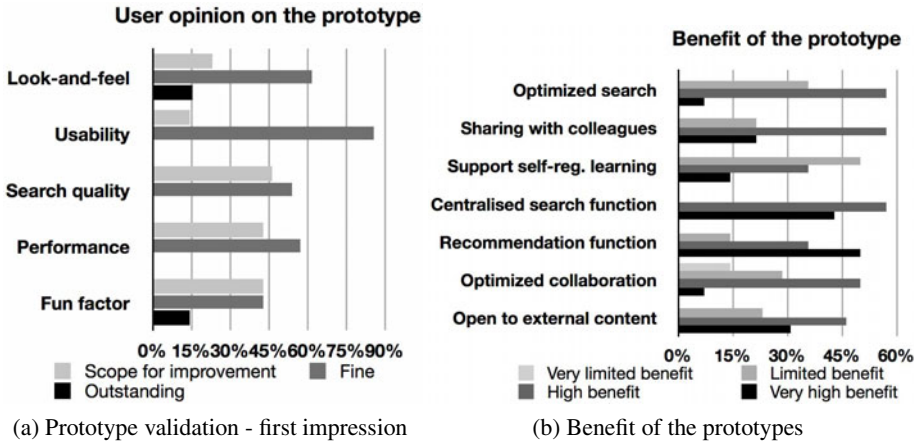 User opinion on the prototype
Look-and-feel
Usability
Search quality
Performance
Fun factor
0% 15%30%45%60%75%90%
Scope for improvement
Fine
Outstanding
(a) Prototype validation - first impression
Benefit of the prototype
Optimized search
Sharing with colleagues
Support self-reg. learning
Centralised search function
Recommendation function
Optimized collaboration
Open to external content
0% 15% 30% 45% 60%
Very limited benefit
Limited benefit
High benefit
Very high benefit
(b) Benefit of the prototypes